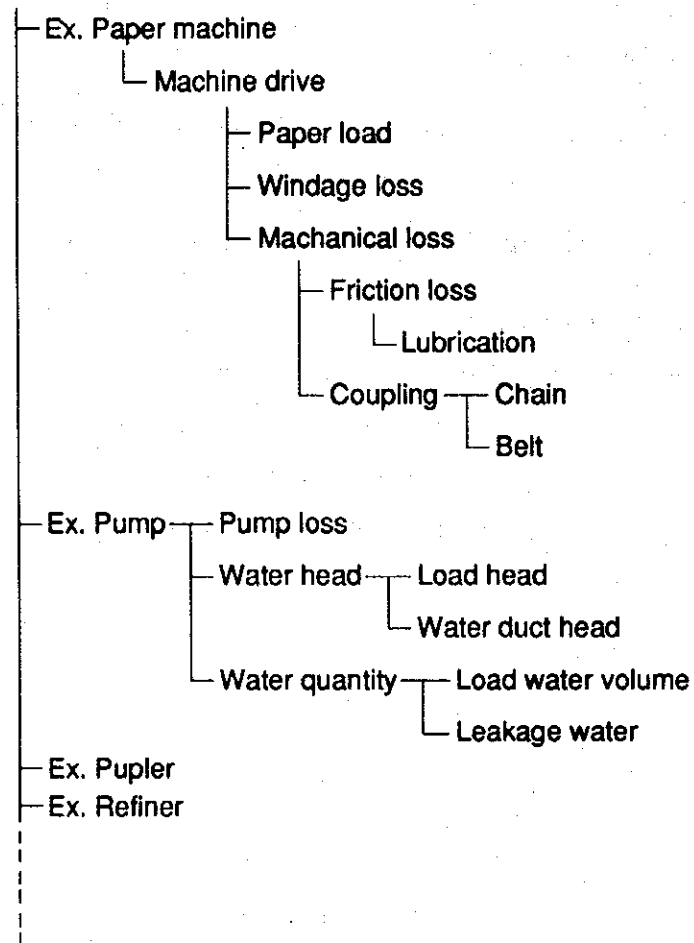 Ex. Paper machine
Machine drive
Paper load
Windage loss
Machanical loss
Friction loss
Lubrication
Coupling Chain
Belt
Ex. Pump Pump loss
Water head Load head
Water duct head
Water quantity Load water volume
Leakage water
Ex. Pupler
Ex. Refiner